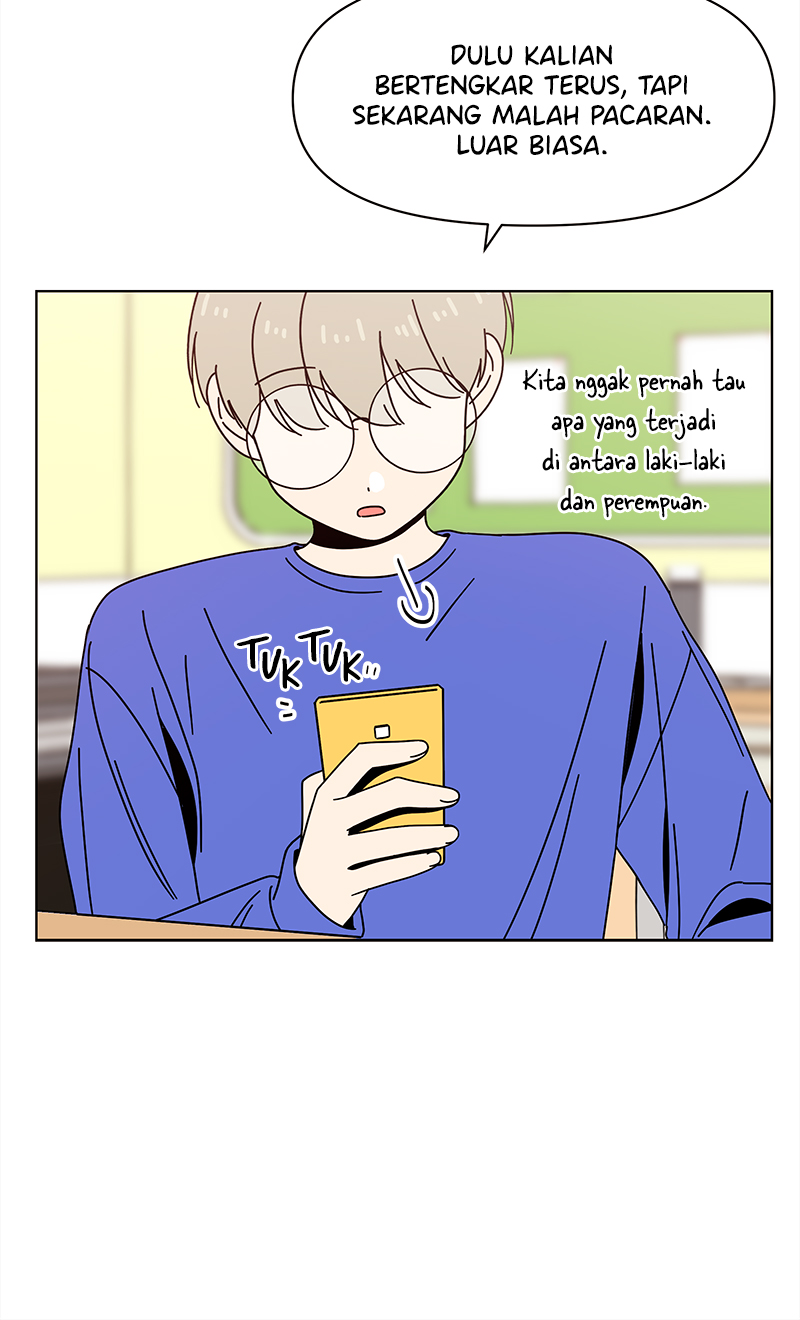 DULU KALIAN
BERTENGKAR TERUS, TAPI
SEKARANG MALAH PACARAN.
LUAR BIASA.
Kita nggak pernah tau
apa yang terjadi
di antara laki-laki
dan perempuan.
TUK TUK